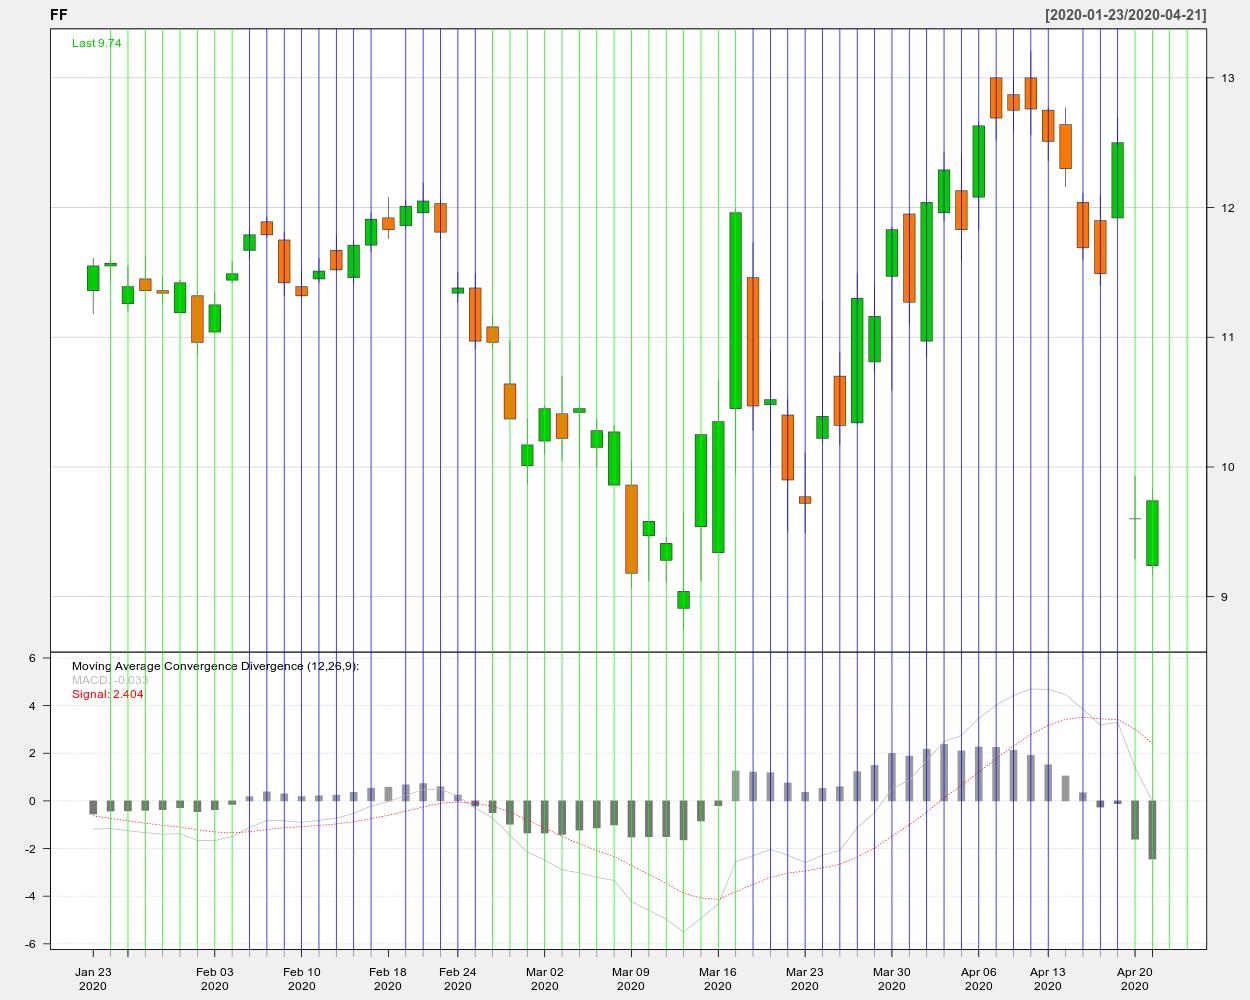 FF [2020-01-23/2020-04-21]
Last 9.74
13
12
11
10
9
Moving Average Convergence Divergence (12,26,9):
MACD: -0.033
Signal: 2.404
6
4
2
0
-2
-4
-6
Jan 23 Feb 03 Feb 10 Feb 18 Feb 24 Mar 02 Mar 09 Mar 16 Mar 23 Mar 30 Apr 06 Apr 13 Apr 20
2020 2020 2020 2020 2020 2020 2020 2020 2020 2020 2020 2020 2020